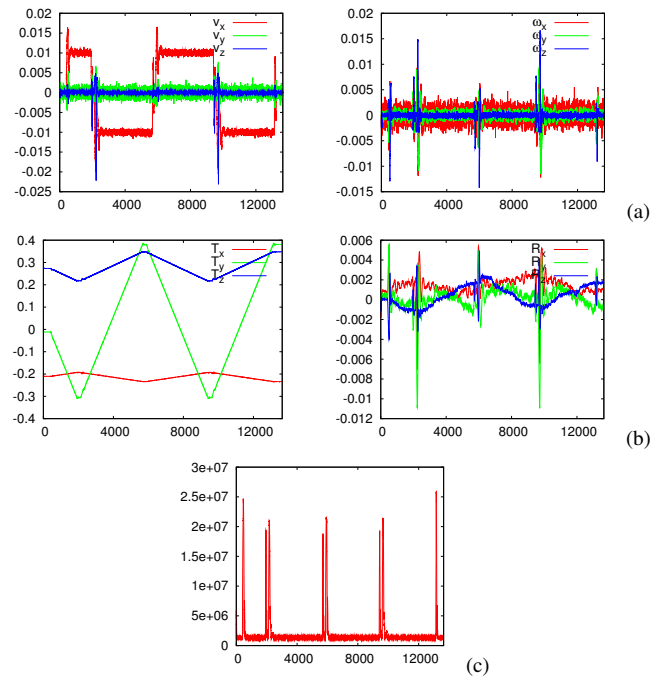 0.02 v_x
0.015 v_y
0.01 v_z
0.005
0
-0.005
-0.01
-0.015
-0.02
-0.025
0 4000 8000 12000
0.02 ω_x
0.015 ω_y
0.01 ω_z
0.005
0
-0.005
-0.01
-0.015
0 4000 8000 12000
(a)
0.4 T_x
0.3 T_y
0.2 T_z
0.1
0
-0.1
-0.2
-0.3
-0.4
0 4000 8000 12000
0.006 R
0.004 R
0.002 z
0
-0.002
-0.004
-0.006
-0.008
-0.01
-0.012
0 4000 8000 12000
(b)
3e+07
2.5e+07
2e+07
1.5e+07
1e+07
5e+06
0
0 4000 8000 12000
(c)